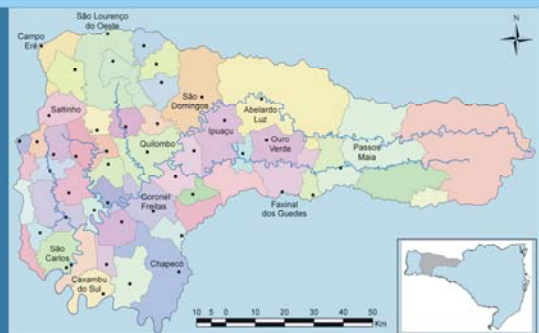 São Lourenço
do Oeste
N
Campo
Erê
São
Domingos
Abelardo
Luz
Saltinho
Ipuaçu
Ouro
Verde
Quilombo
Passos
Maia
Coronel
Freitas
Faxinal
dos Guedes
São
Carlos
Chapecó
Caxambu
do Sul
10 5 0 10 20 30 40 50
Km